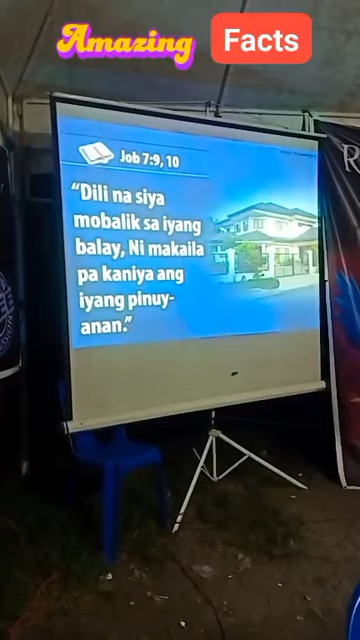 Amazing Facts
Job 7:9, 10
“Dili na siya
mobalik sa iyang
balay, Ni makaila
pa kaniya ang
iyang pinuy-
anan.”
R